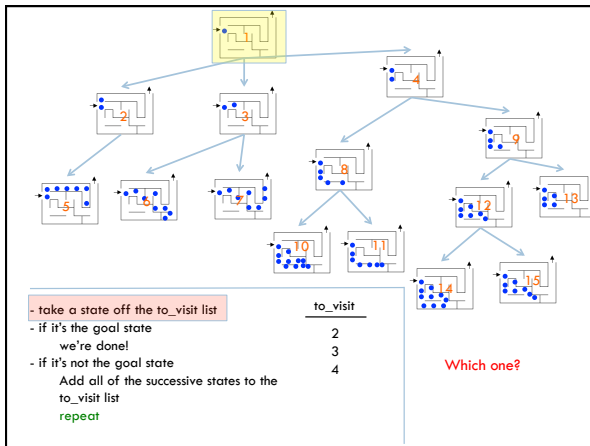 1
4
2
3
9
8
5
6
7
12
13
10
11
14
15
- take a state off the to_visit list
- if it's the goal state
we're done!
- if it's not the goal state
Add all of the successive states to the
to_visit list
repeat
to_visit
2
3
4
Which one?